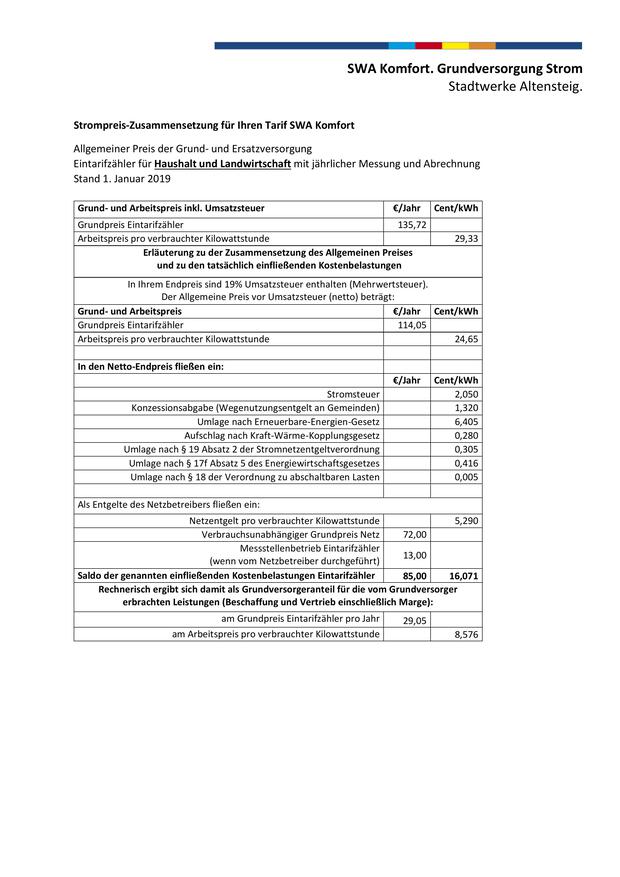 SWA Komfort. Grundversorgung Strom
Stadtwerke Altensteig.
Strompreis-Zusammensetzung für Ihren Tarif SWA Komfort
Allgemeiner Preis der Grund- und Ersatzversorgung
Eintarifzähler für Haushalt und Landwirtschaft mit jährlicher Messung und Abrechnung
Stand 1. Januar 2019
Grund- und Arbeitspreis inkl. Umsatzsteuer €/Jahr Cent/kWh
Grundpreis Eintarifzähler 135,72
Arbeitspreis pro verbrauchter Kilowattstunde 29,33
Erläuterung zu der Zusammensetzung des Allgemeinen Preises
und zu den tatsächlich einfließenden Kostenbelastungen
In Ihrem Endpreis sind 19% Umsatzsteuer enthalten (Mehrwertsteuer).
Der Allgemeine Preis vor Umsatzsteuer (netto) beträgt:
Grund- und Arbeitspreis €/Jahr Cent/kWh
Grundpreis Eintarifzähler 114,05
Arbeitspreis pro verbrauchter Kilowattstunde 24,65
In den Netto-Endpreis fließen ein:
€/Jahr Cent/kWh
Stromsteuer 2,050
Konzessionsabgabe (Wegenutzungsentgelt an Gemeinden) 1,320
Umlage nach Erneuerbare-Energien-Gesetz 6,405
Aufschlag nach Kraft-Wärme-Kopplungsgesetz 0,280
Umlage nach § 19 Absatz 2 der Stromnetzentgeltverordnung 0,305
Umlage nach § 17f Absatz 5 des Energiewirtschaftsgesetzes 0,416
Umlage nach § 18 der Verordnung zu abschaltbaren Lasten 0,005
Als Entgelte des Netzbetreibers fließen ein:
Netzentgelt pro verbrauchter Kilowattstunde 5,290
Verbrauchsunabhängiger Grundpreis Netz 72,00
Messstellenbetrieb Eintarifzähler
(wenn vom Netzbetreiber durchgeführt) 13,00
Saldo der genannten einfließenden Kostenbelastungen Eintarifzähler 85,00 16,071
Rechnerisch ergibt sich damit als Grundversorgeranteil für die vom Grundversorger
erbrachten Leistungen (Beschaffung und Vertrieb einschließlich Marge):
am Grundpreis Eintarifzähler pro Jahr 29,05
am Arbeitspreis pro verbrauchter Kilowattstunde 8,576